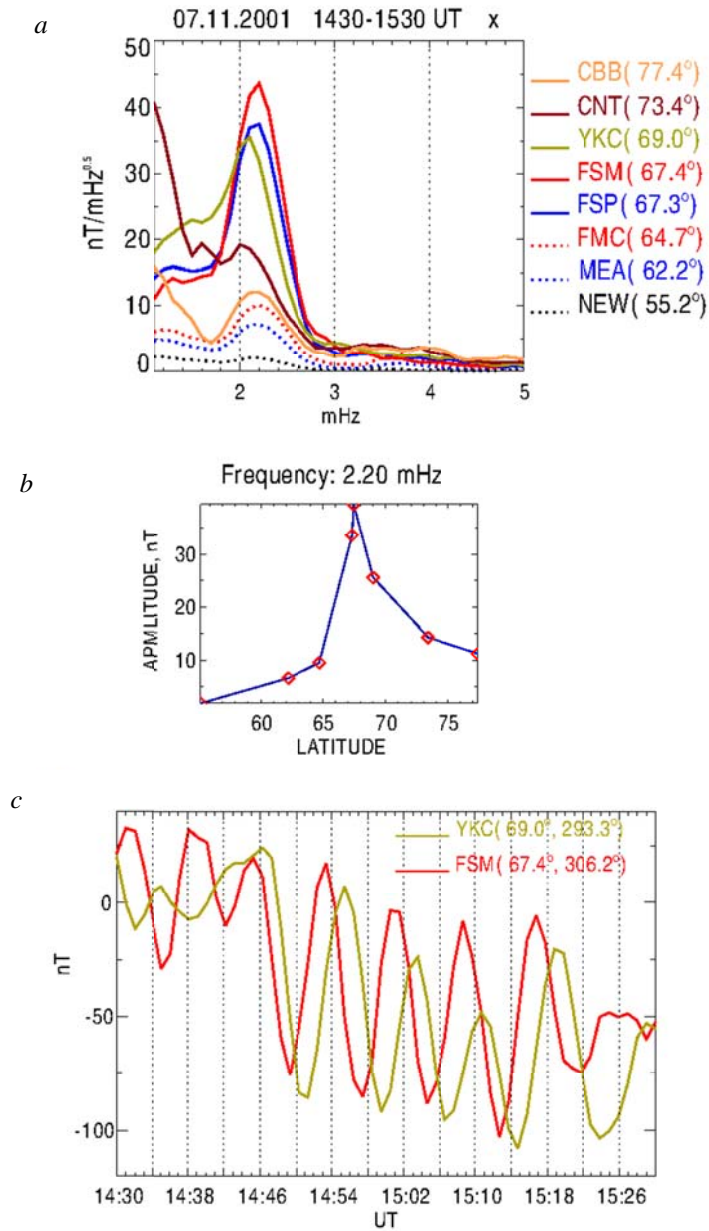 a
07.11.2001 1430-1530 UT x
50
40
30
20
10
0
nT/mHz^0.5
2 3 4 5
mHz
CBB( 77.4°)
CNT( 73.4°)
YKC( 69.0°)
FSM( 67.4°)
FSP( 67.3°)
FMC( 64.7°)
MEA( 62.2°)
NEW( 55.2°)
b
Frequency: 2.20 mHz
APMLITUDE, nT
30
20
10
60 65 70 75
LATITUDE
c
YKC( 69.0°, 293.3°)
FSM( 67.4°, 306.2°)
nT
0
-50
-100
14:30 14:38 14:46 14:54 15:02 15:10 15:18 15:26
UT